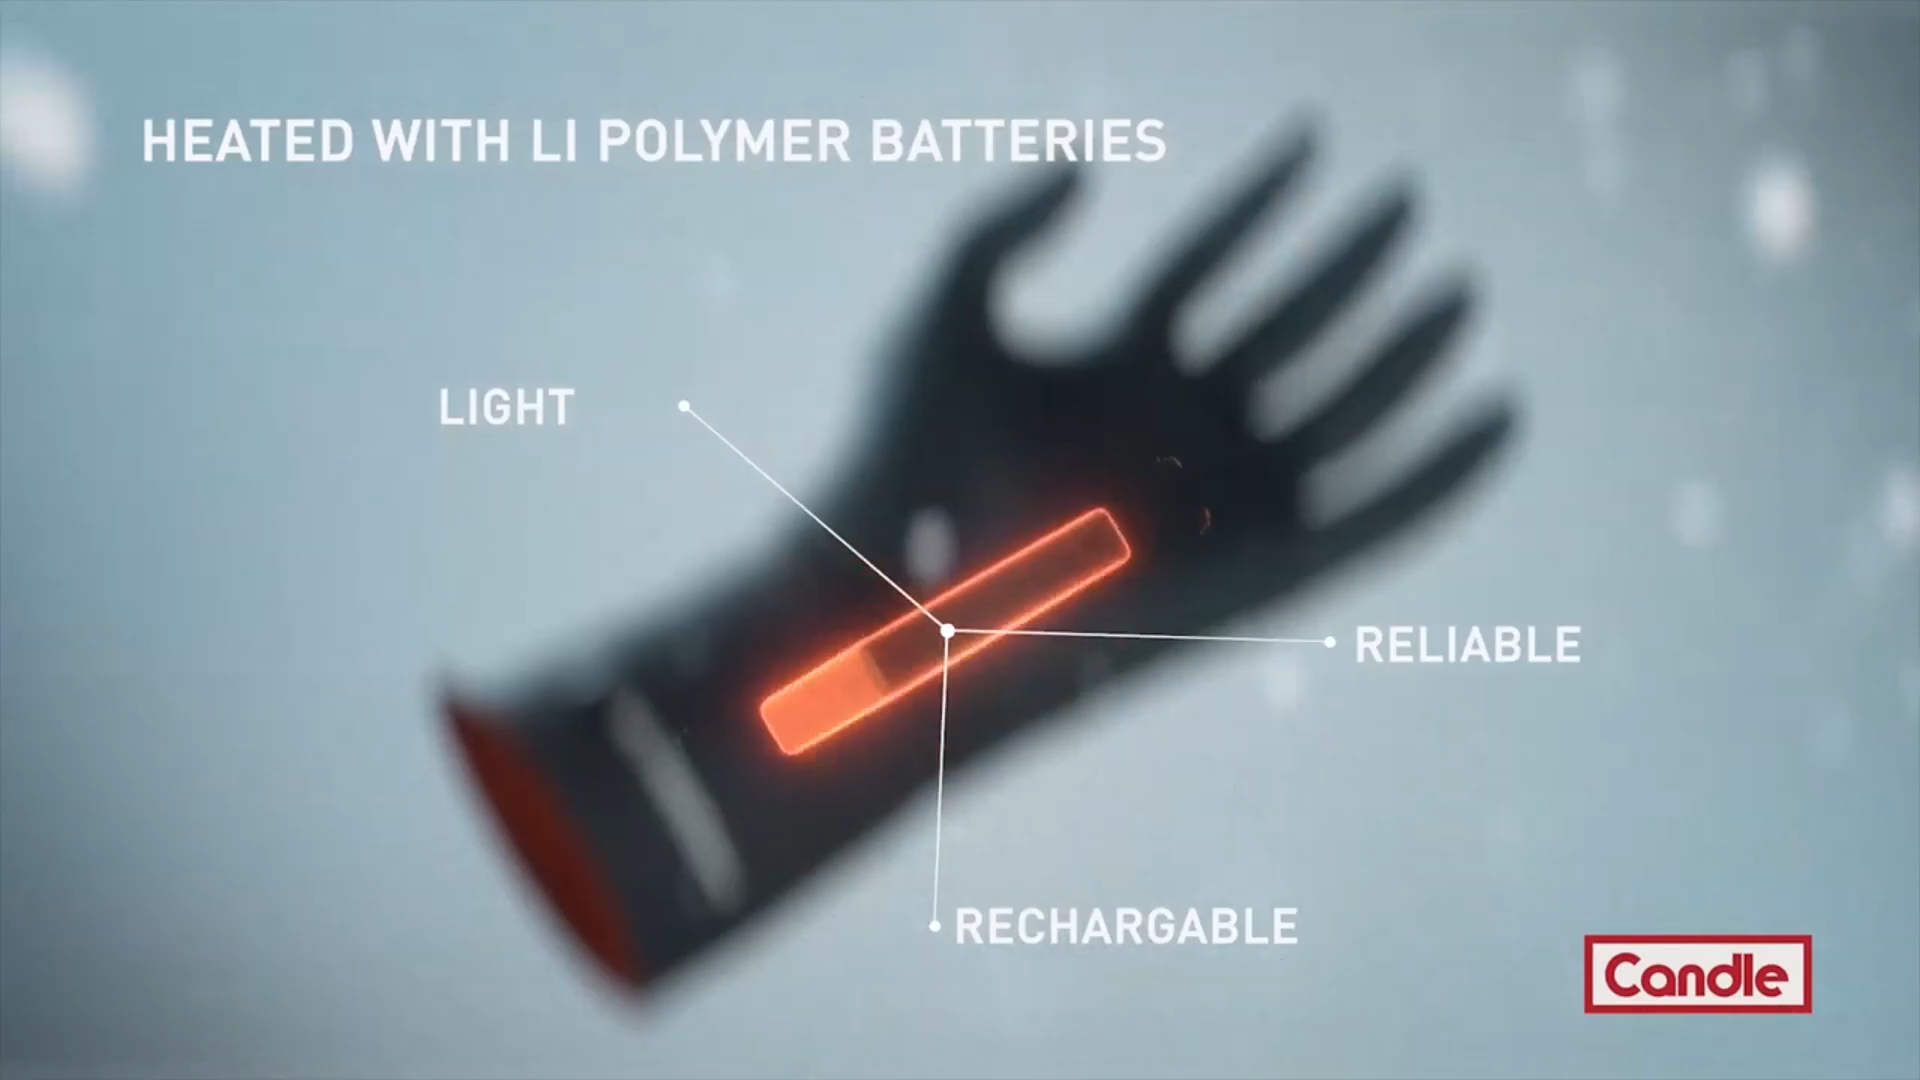 HEATED WITH LI POLYMER BATTERIES
LIGHT
RELIABLE
RECHARGABLE
Candle